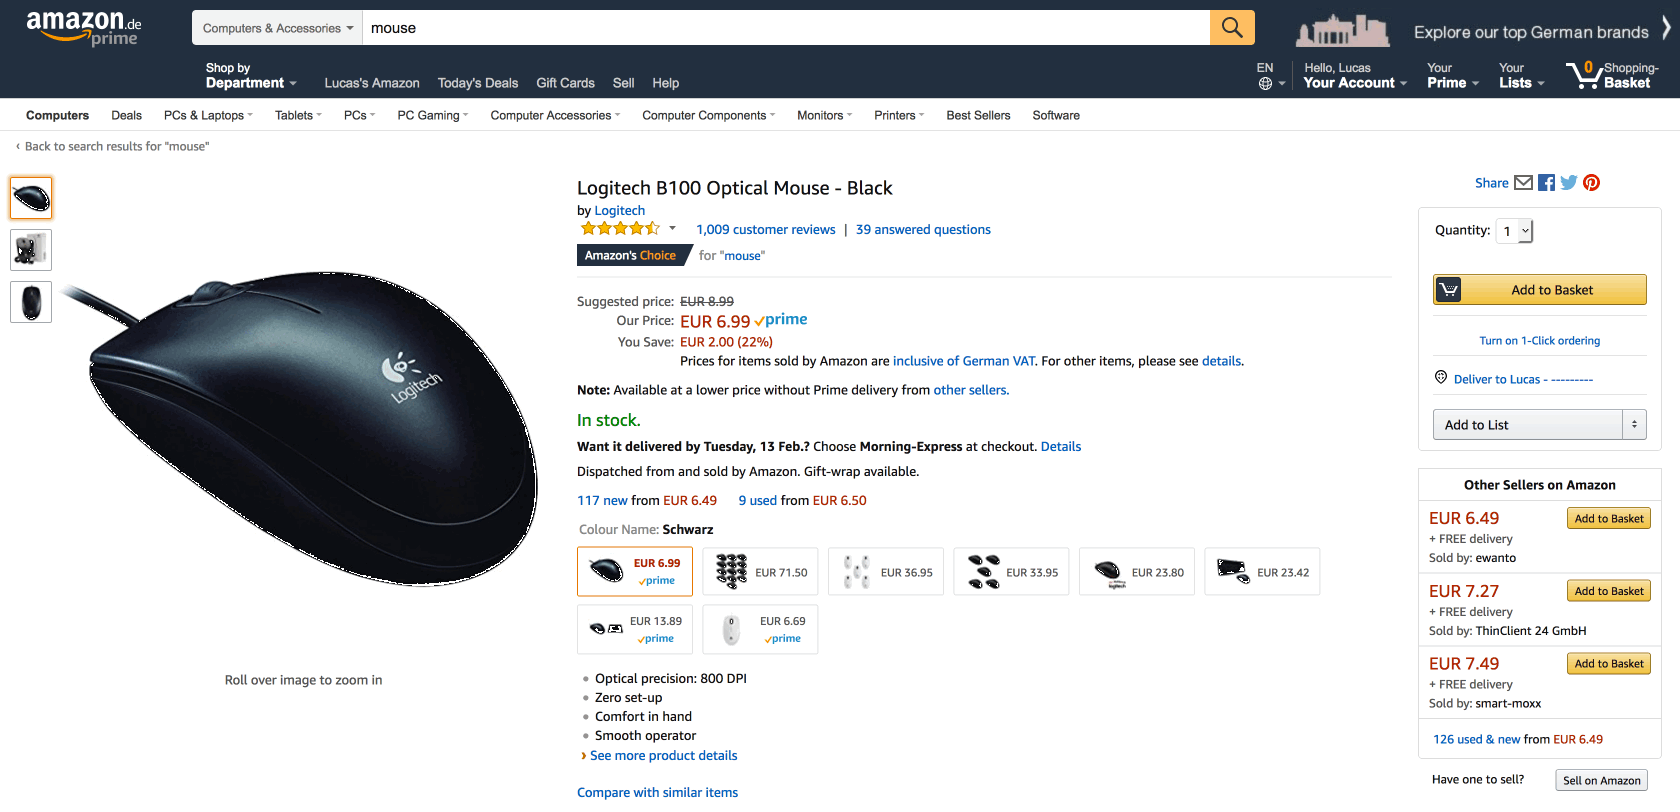 amazon.de
prime
Computers & Accessories
mouse
Explore our top German brands
Shop by
Department
Lucas's Amazon
Today's Deals
Gift Cards
Sell
Help
EN
Hello, Lucas
Your Account
Your
Prime
Your
Lists
0
Shopping-
Basket
Computers
Deals
PCs & Laptops
Tablets
PCs
PC Gaming
Computer Accessories
Computer Components
Monitors
Printers
Best Sellers
Software
‹ Back to search results for "mouse"
Logitech
Roll over image to zoom in
Logitech B100 Optical Mouse - Black
by Logitech
1,009 customer reviews | 39 answered questions
Amazon's Choice for "mouse"
Suggested price: EUR 8.99
Our Price: EUR 6.99 prime
You Save: EUR 2.00 (22%)
Prices for items sold by Amazon are inclusive of German VAT. For other items, please see details.
Note: Available at a lower price without Prime delivery from other sellers.
In stock.
Want it delivered by Tuesday, 13 Feb.? Choose Morning-Express at checkout. Details
Dispatched from and sold by Amazon. Gift-wrap available.
117 new from EUR 6.49 9 used from EUR 6.50
Colour Name: Schwarz
EUR 6.99
prime
EUR 71.50
EUR 36.95
EUR 33.95
EUR 23.80
EUR 23.42
EUR 13.89
prime
EUR 6.69
prime
Optical precision: 800 DPI
Zero set-up
Comfort in hand
Smooth operator
› See more product details
Compare with similar items
Share
Quantity: 1
Add to Basket
Turn on 1-Click ordering
Deliver to Lucas - ---------
Add to List
Other Sellers on Amazon
EUR 6.49
Add to Basket
+ FREE delivery
Sold by: ewanto
EUR 7.27
Add to Basket
+ FREE delivery
Sold by: ThinClient 24 GmbH
EUR 7.49
Add to Basket
+ FREE delivery
Sold by: smart-moxx
126 used & new from EUR 6.49
Have one to sell?
Sell on Amazon